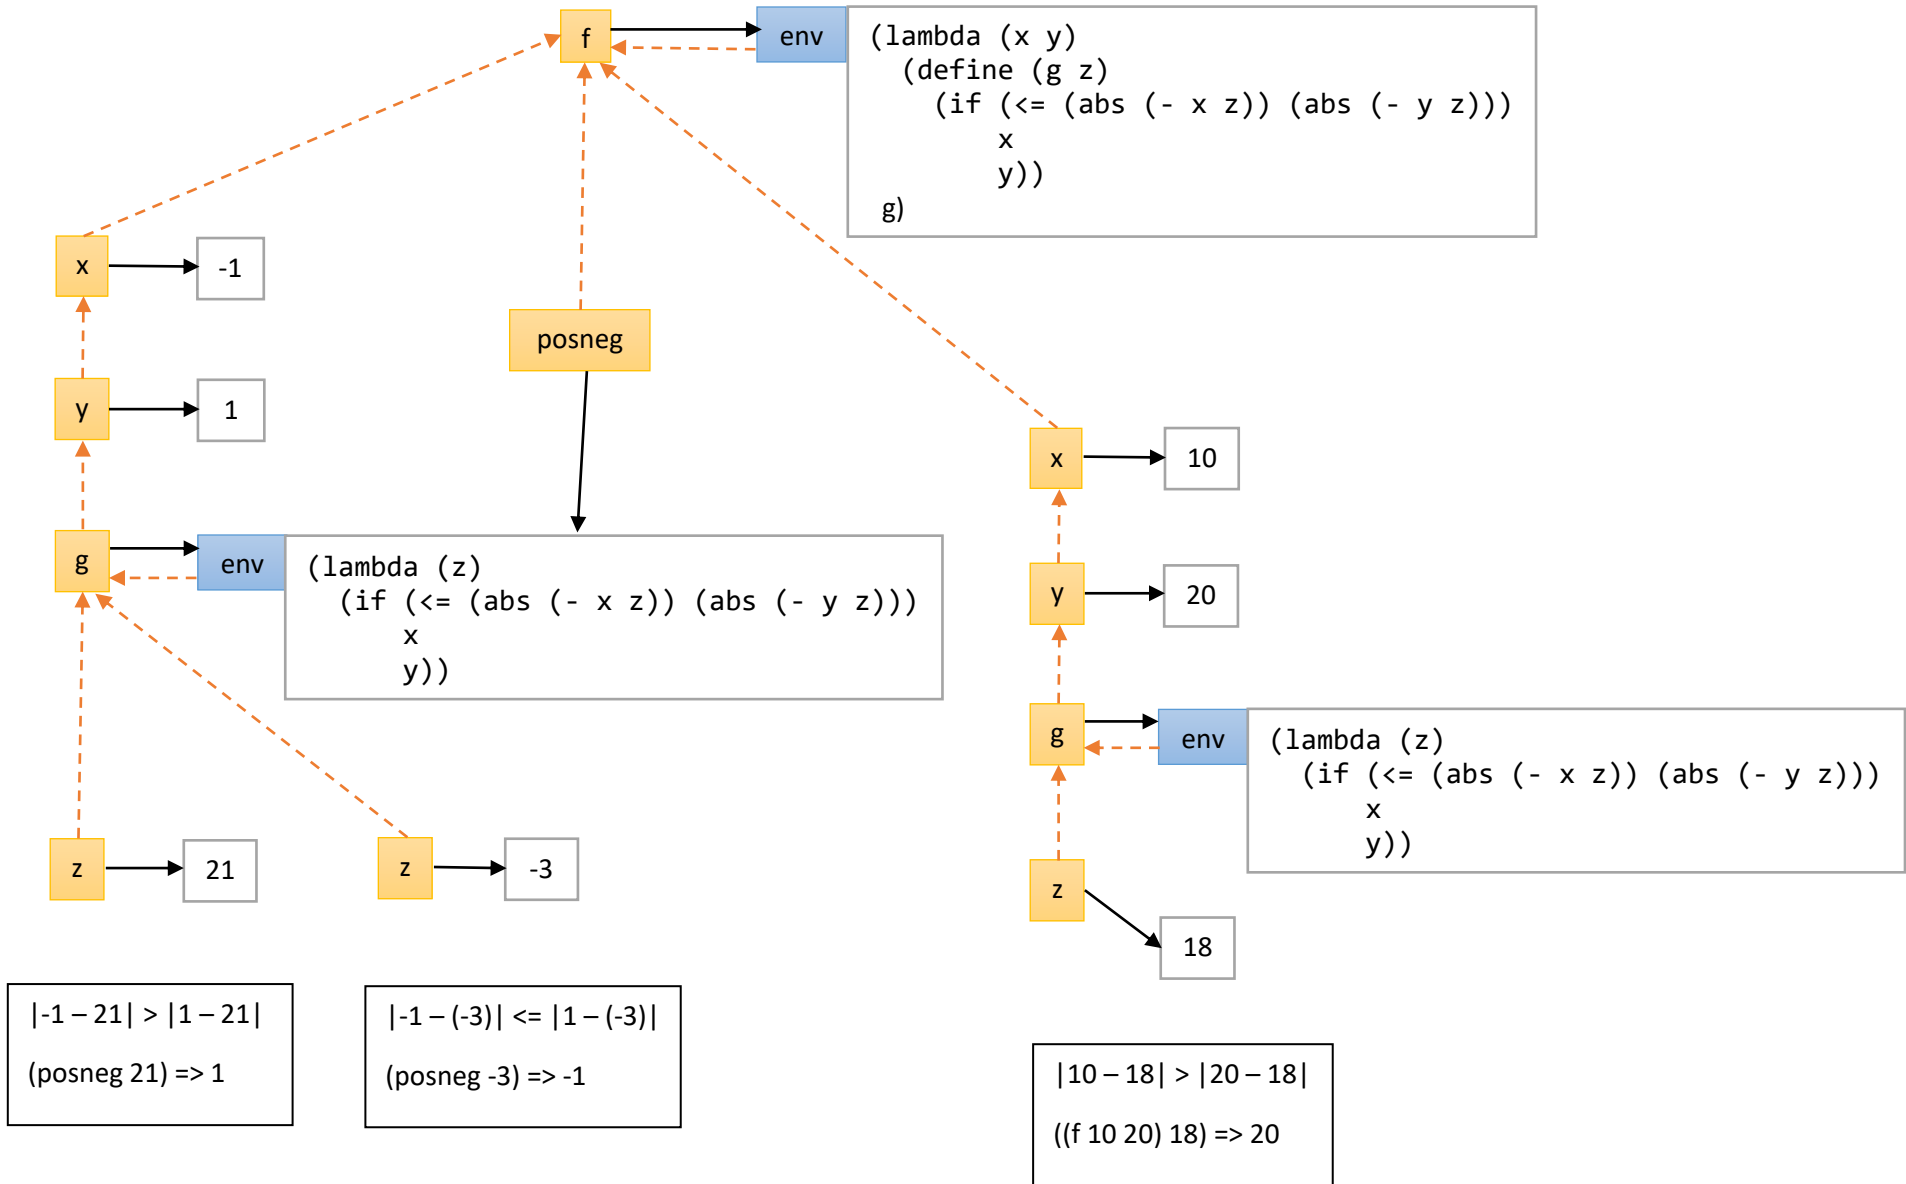 f
env
(lambda (x y)
  (define (g z)
    (if (<= (abs (- x z)) (abs (- y z)))
        x
        y))
g)
x
-1
posneg
y
1
g
env
(lambda (z)
  (if (<= (abs (- x z)) (abs (- y z)))
      x
      y))
z
21
z
-3
x
10
y
20
g
env
(lambda (z)
  (if (<= (abs (- x z)) (abs (- y z)))
      x
      y))
z
18
|-1 – 21| > |1 – 21|
(posneg 21) => 1
|-1 – (-3)| <= |1 – (-3)|
(posneg -3) => -1
|10 – 18| > |20 – 18|
((f 10 20) 18) => 20